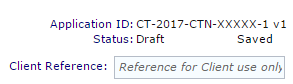 Application ID: CT-2017-CTN-XXXXX-1 v1
Status: Draft Saved
Client Reference: Reference for Client use only